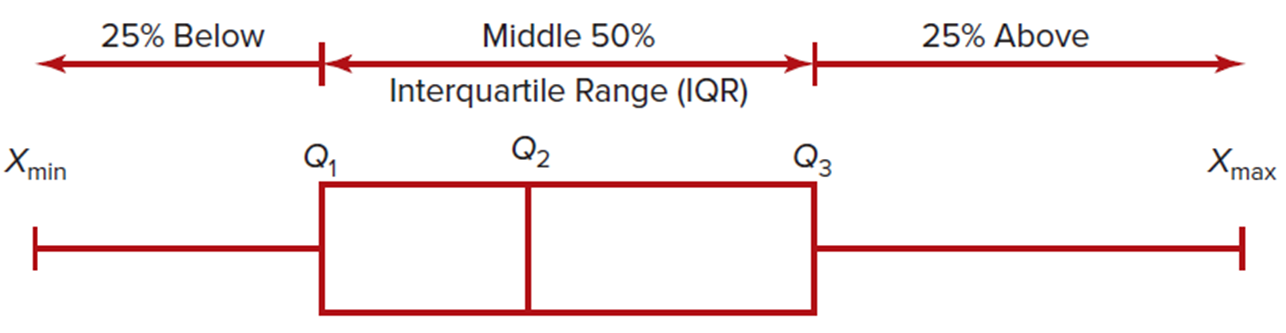 25% Below Middle 50% 25% Above
Interquartile Range (IQR)
Xmin Q1 Q2 Q3 Xmax